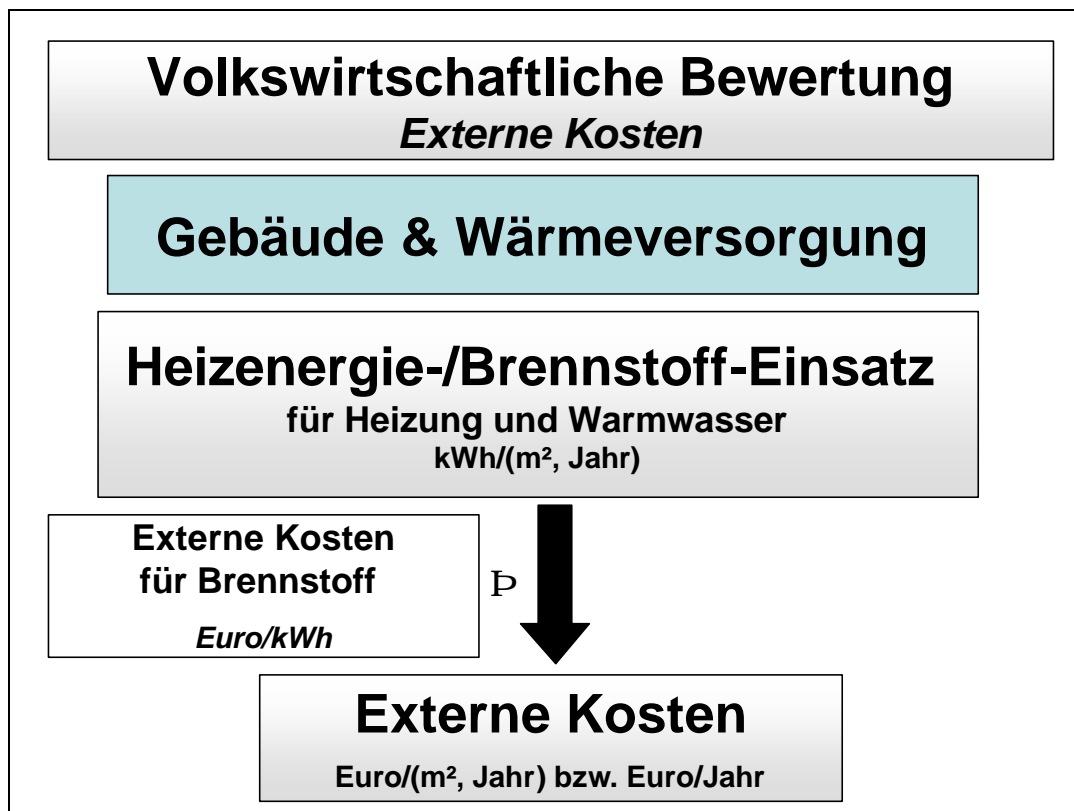 Volkswirtschaftliche Bewertung
Externe Kosten
Gebäude & Wärmeversorgung
Heizenergie-/Brennstoff-Einsatz
für Heizung und Warmwasser
kWh/(m², Jahr)
Externe Kosten
für Brennstoff
Euro/kWh
Þ
Externe Kosten
Euro/(m², Jahr) bzw. Euro/Jahr